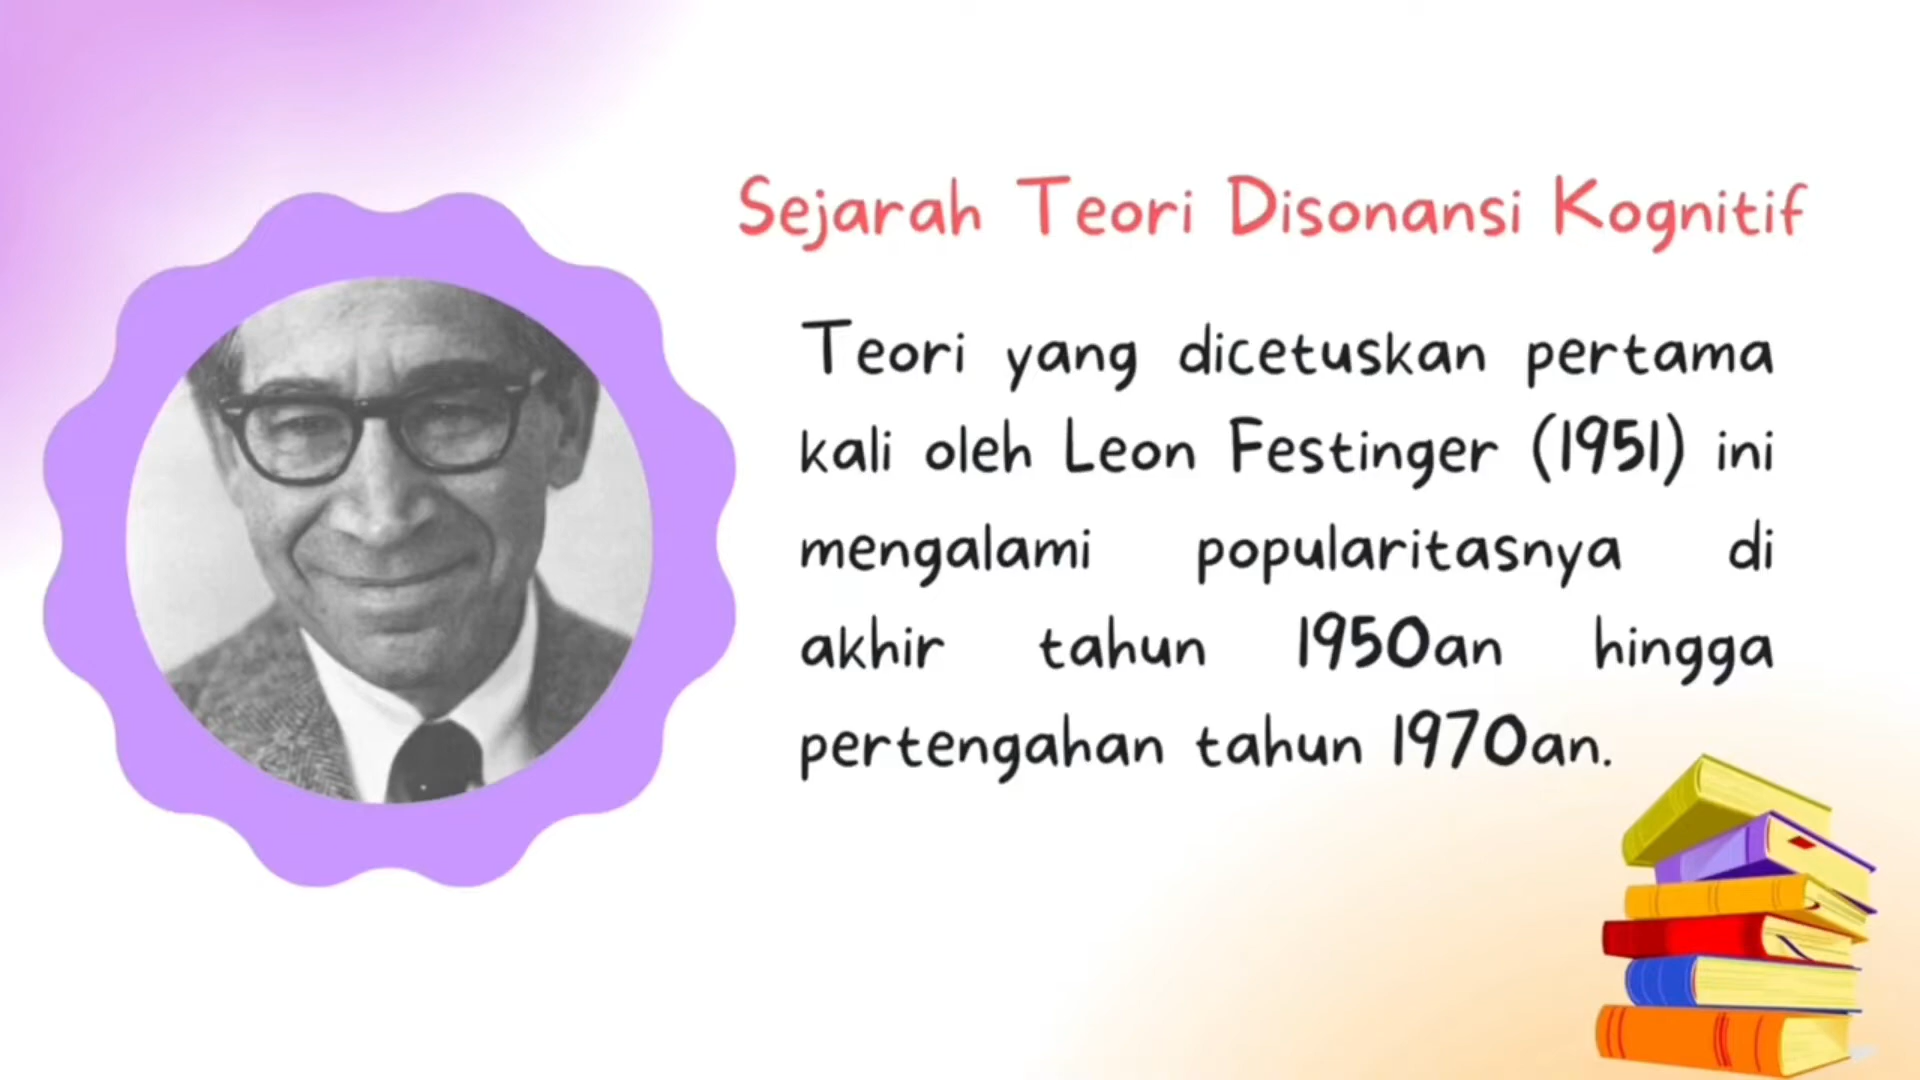 Sejarah Teori Disonansi Kognitif
Teori yang dicetuskan pertama
kali oleh Leon Festinger (1951) ini
mengalami popularitasnya di
akhir tahun 1950an hingga
pertengahan tahun 1970an.